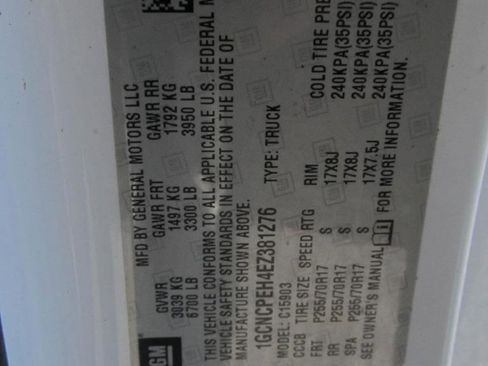 GM
MFD BY GENERAL MOTORS LLC
GVWR GAWR FRT GAWR RR
3039 KG 1497 KG 1792 KG
6700 LB 3300 LB 3950 LB
THIS VEHICLE CONFORMS TO ALL APPLICABLE U.S. FEDERAL M
VEHICLE SAFETY STANDARDS IN EFFECT ON THE DATE OF
MANUFACTURE SHOWN ABOVE.
1GCNCPEH4EZ381276 TYPE: TRUCK
MODEL: C15903
CCCB TIRE SIZE SPEED RTG RIM COLD TIRE PRE
FRT P255/70R17 S 17X8J 240KPA(35PSI)
RR P255/70R17 S 17X8J 240KPA(35PSI)
SPA P255/70R17 S 17X7.5J 240KPA(35PSI)
SEE OWNER'S MANUAL i FOR MORE INFORMATION.